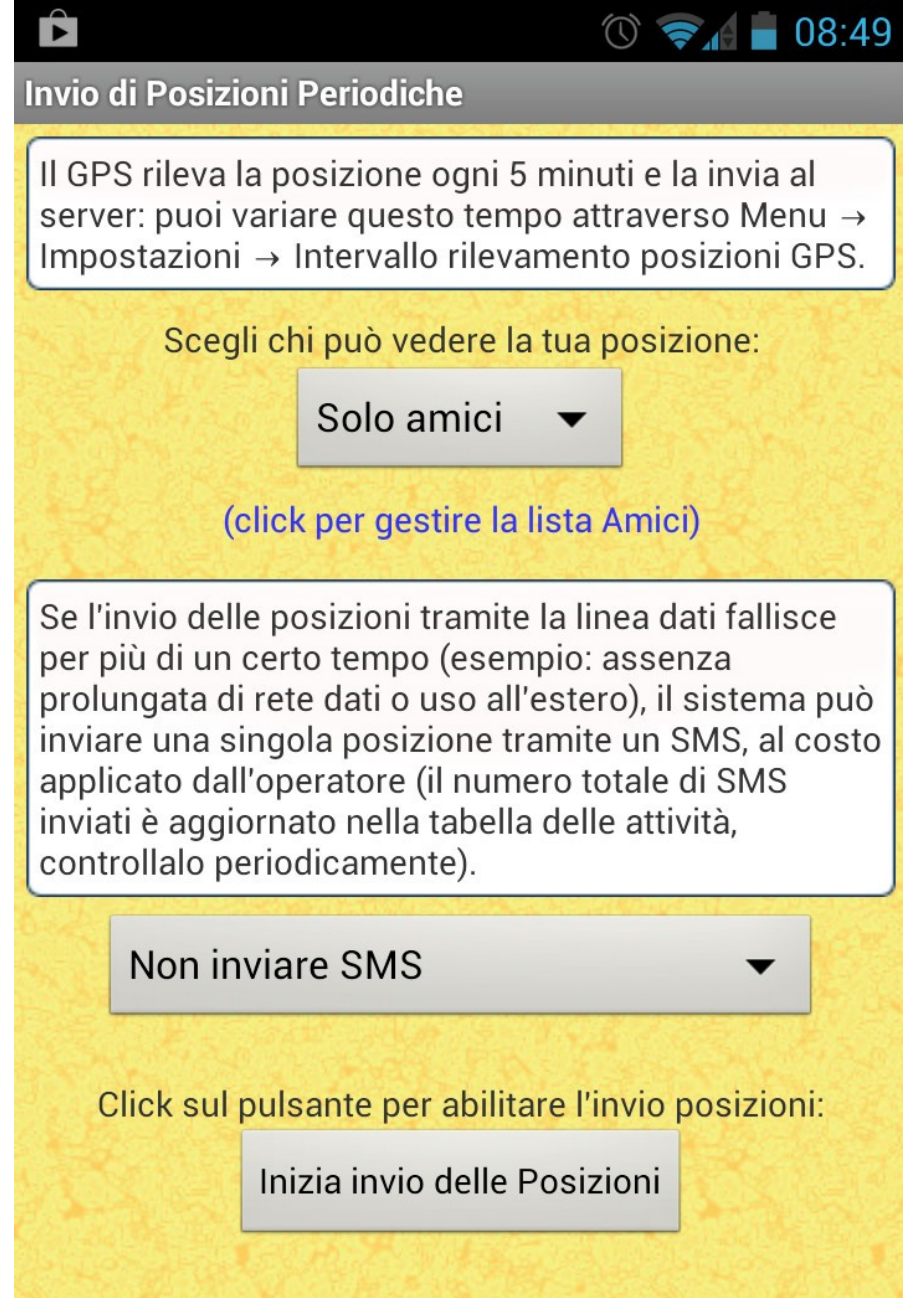 08:49
Invio di Posizioni Periodiche
Il GPS rileva la posizione ogni 5 minuti e la invia al
server: puoi variare questo tempo attraverso Menu →
Impostazioni → Intervallo rilevamento posizioni GPS.
Scegli chi può vedere la tua posizione:
Solo amici
(click per gestire la lista Amici)
Se l'invio delle posizioni tramite la linea dati fallisce
per più di un certo tempo (esempio: assenza
prolungata di rete dati o uso all'estero), il sistema può
inviare una singola posizione tramite un SMS, al costo
applicato dall'operatore (il numero totale di SMS
inviati è aggiornato nella tabella delle attività,
controllalo periodicamente).
Non inviare SMS
Click sul pulsante per abilitare l'invio posizioni:
Inizia invio delle Posizioni